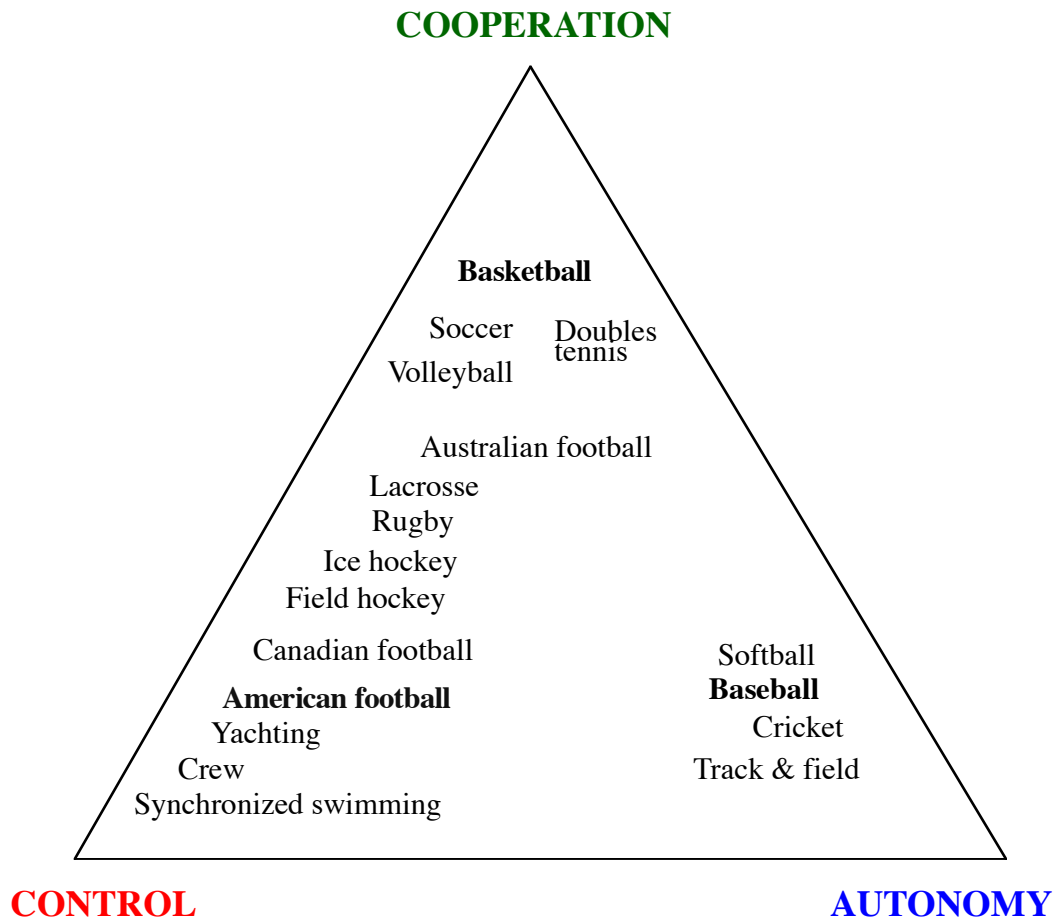 COOPERATION
Basketball
Soccer
Doubles
tennis
Volleyball
Australian football
Lacrosse
Rugby
Ice hockey
Field hockey
Canadian football
Softball
American football
Baseball
Yachting
Cricket
Crew
Track & field
Synchronized swimming
CONTROL
AUTONOMY